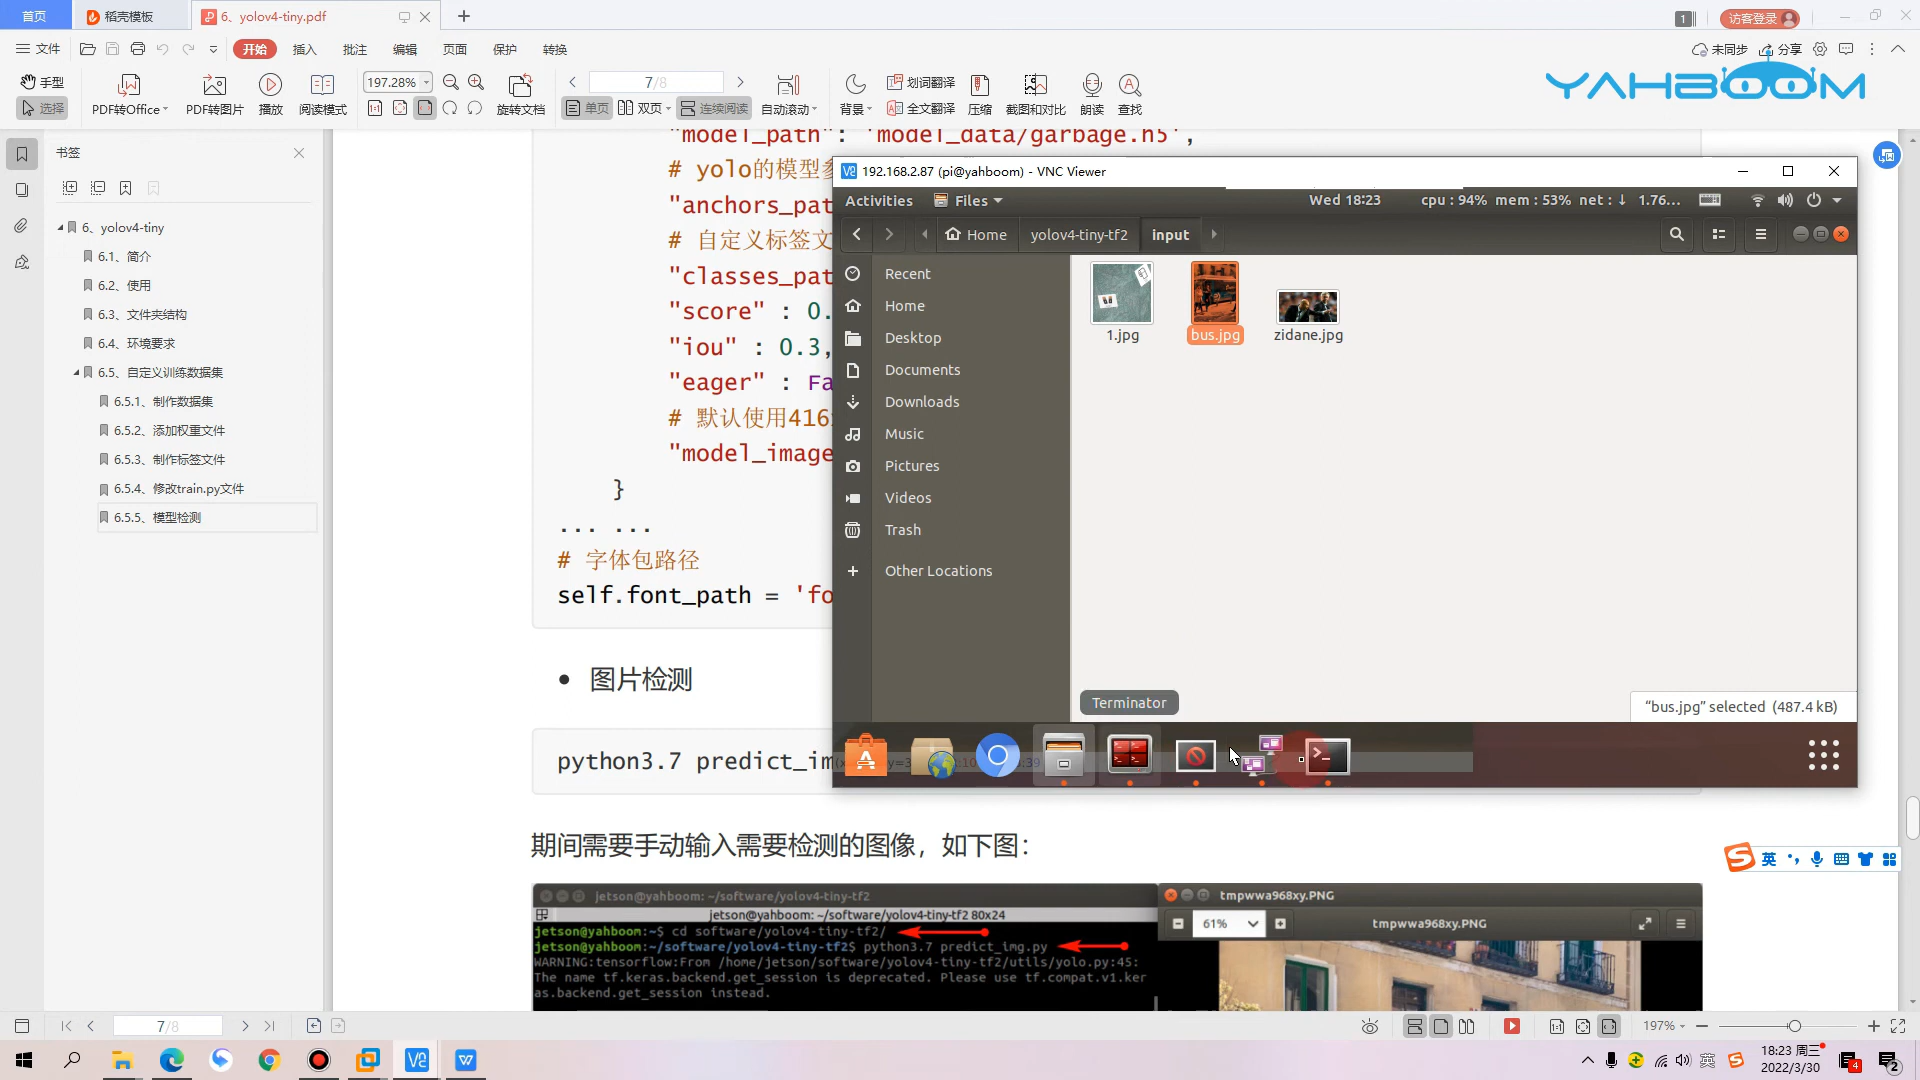 首页
稻壳模板
6、yolov4-tiny.pdf
1
访客登录
文件
开始
插入
批注
编辑
页面
保护
转换
未同步
分享
手型
选择
PDF转Office
PDF转图片
播放
阅读模式
197.28%
旋转文档
7/8
单页
双页
连续阅读
自动滚动
背景
划词翻译
全文翻译
压缩
截图和对比
朗读
查找
YAHBOOM
书签
6、yolov4-tiny
6.1、简介
6.2、使用
6.3、文件夹结构
6.4、环境要求
6.5、自定义训练数据集
6.5.1、制作数据集
6.5.2、添加权重文件
6.5.3、制作标签文件
6.5.4、修改train.py文件
6.5.5、模型检测
"model_path": 'model_data/garbage.h5',
# yolo的模型参
"anchors_pat
# 自定义标签文
"classes_pat
"score" : 0.
"iou" : 0.3,
"eager" : Fa
# 默认使用416
"model_image
}
... ...
# 字体包路径
self.font_path = 'fo
• 图片检测
python3.7 predict_im
期间需要手动输入需要检测的图像，如下图：
192.168.2.87 (pi@yahboom) - VNC Viewer
Activities
Files
Wed 18:23
cpu : 94% mem : 53% net : ↓ 1.76...
Home
yolov4-tiny-tf2
input
Recent
Home
Desktop
Documents
Downloads
Music
Pictures
Videos
Trash
Other Locations
1.jpg
bus.jpg
zidane.jpg
Terminator
"bus.jpg" selected (487.4 kB)
英
jetson@yahboom: ~/software/yolov4-tiny-tf2
jetson@yahboom: ~/software/yolov4-tiny-tf2 80x24
jetson@yahboom:~$ cd software/yolov4-tiny-tf2/
jetson@yahboom:~/software/yolov4-tiny-tf2$ python3.7 predict_img.py
WARNING:tensorflow:From /home/jetson/software/yolov4-tiny-tf2/utils/yolo.py:45:
The name tf.keras.backend.get_session is deprecated. Please use tf.compat.v1.ker
as.backend.get_session instead.
tmpwwa968xy.PNG
61%
tmpwwa968xy.PNG
7/8
197%
英
18:23 周三
2022/3/30
4
2